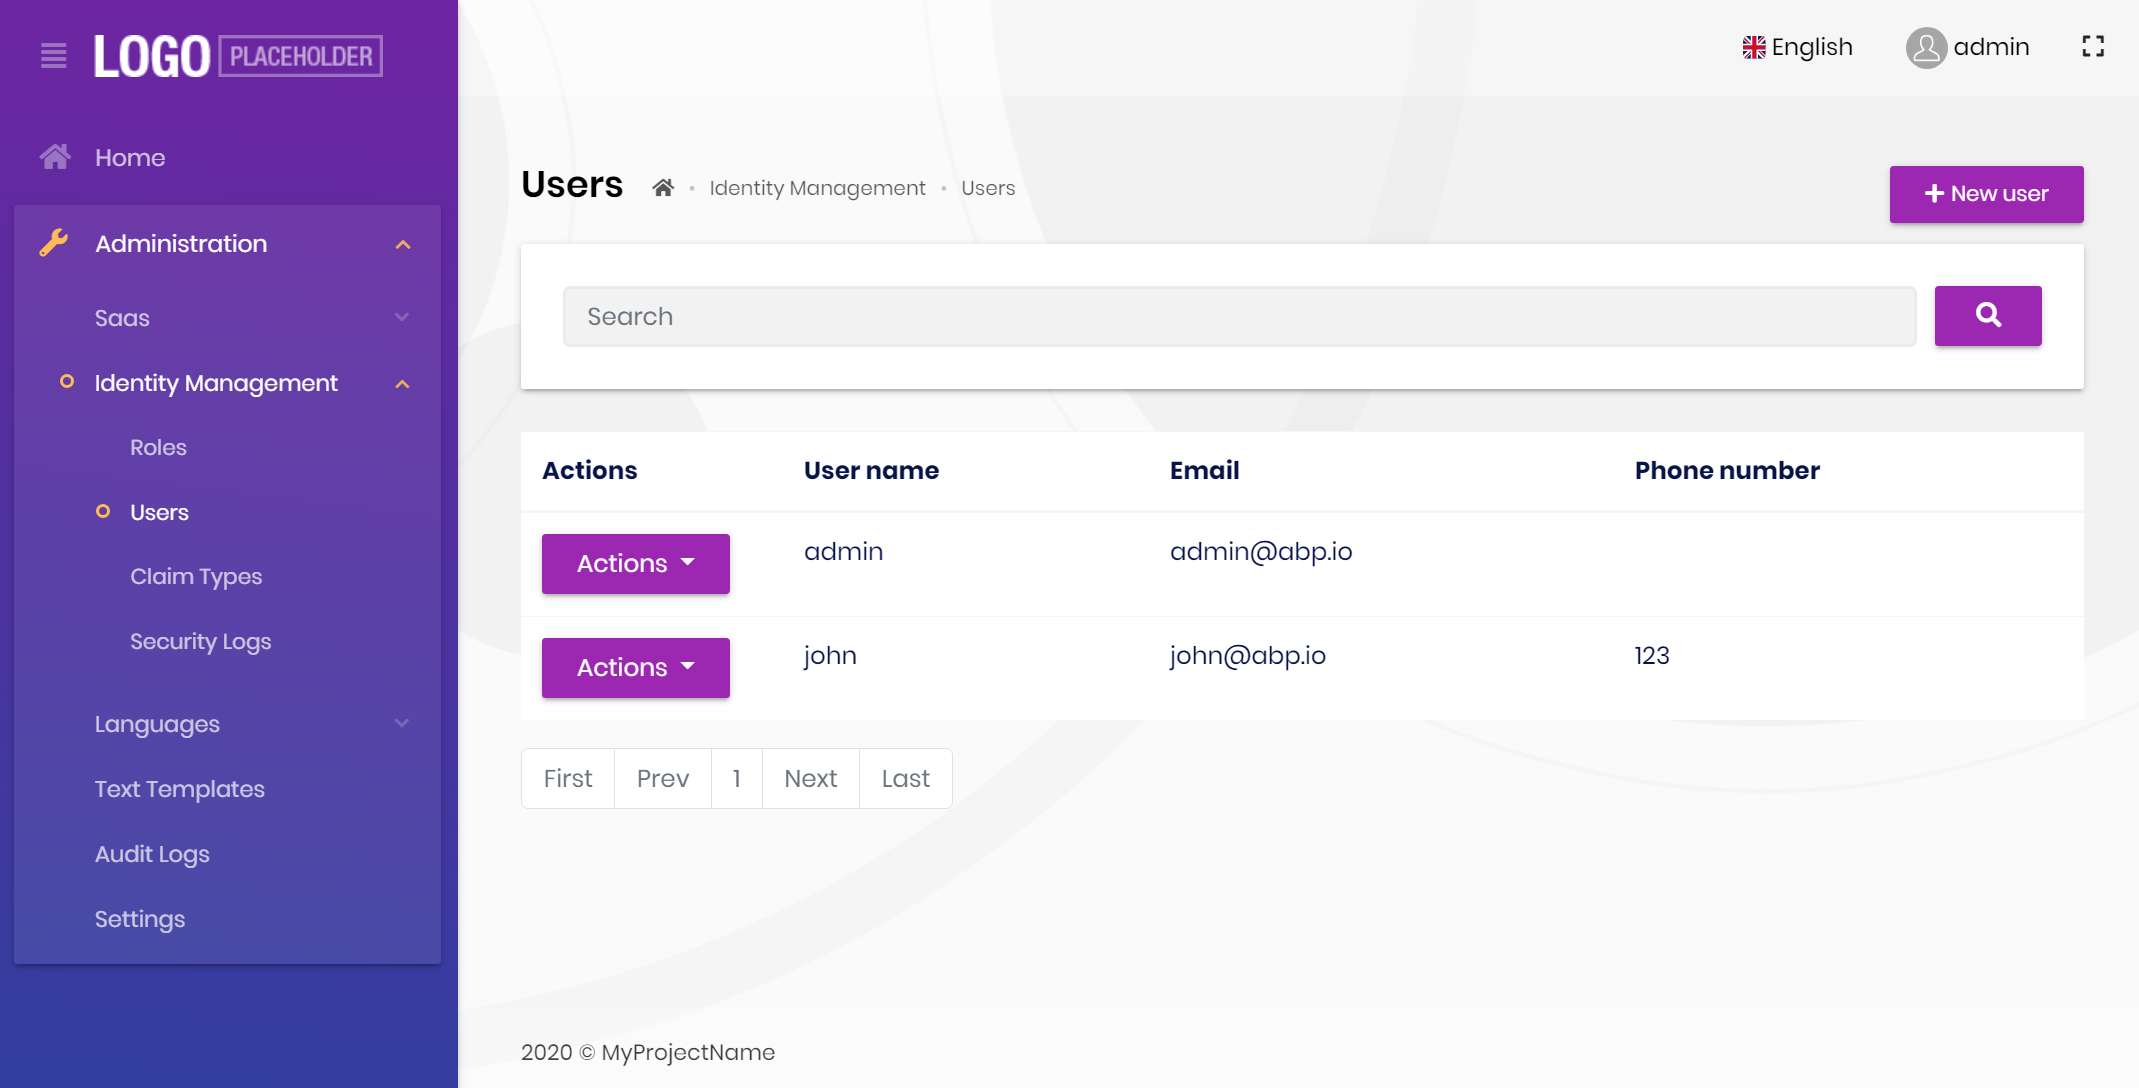 LOGO PLACEHOLDER
English
admin
Home
Administration
Saas
Identity Management
Roles
Users
Claim Types
Security Logs
Languages
Text Templates
Audit Logs
Settings
Users
Identity Management • Users
New user
Search
Actions User name Email Phone number
Actions admin admin@abp.io
Actions john john@abp.io 123
First Prev 1 Next Last
2020 © MyProjectName